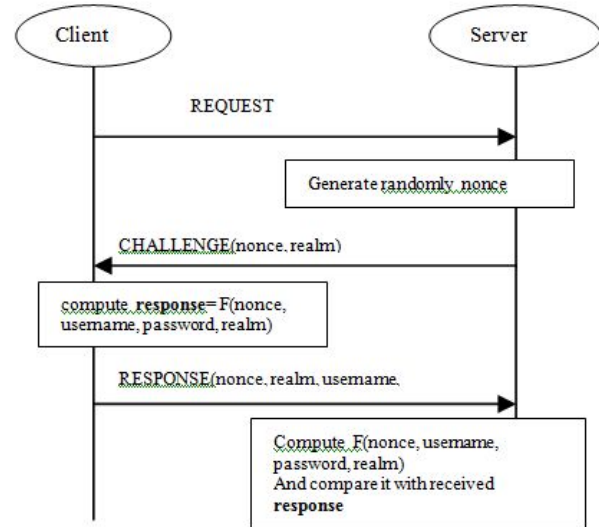 Client
Server
REQUEST
Generate randomly nonce
CHALLENGE(nonce, realm)
compute response=F(nonce,
username, password, realm)
RESPONSE(nonce, realm, username,
Compute F(nonce, username,
password, realm)
And compare it with received
response